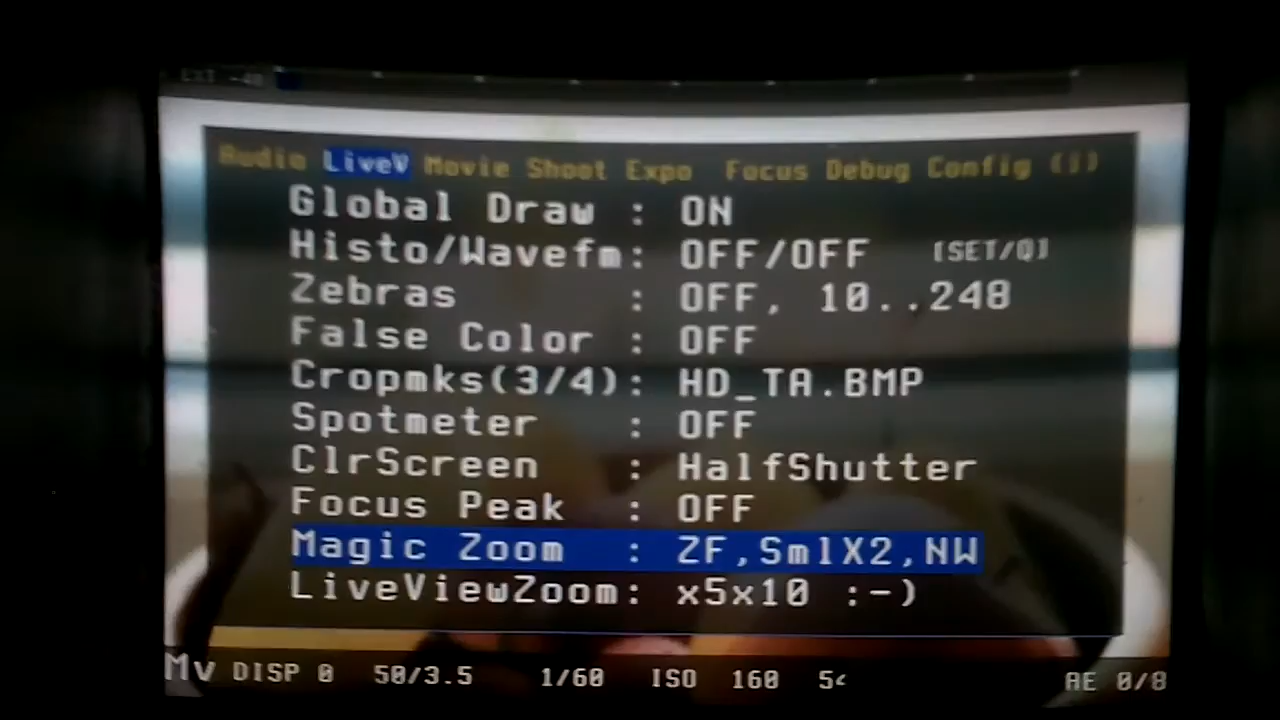 Audio LiveV Movie Shoot Expo Focus Debug Config (i)
Global Draw : ON
Histo/Wavefm: OFF/OFF [SET/Q]
Zebras : OFF, 10..248
False Color : OFF
Cropmks(3/4): HD_TA.BMP
Spotmeter : OFF
ClrScreen : HalfShutter
Focus Peak : OFF
Magic Zoom : ZF,SmlX2,NW
LiveViewZoom: x5x10 :-)
Mv DISP 0 50/3.5 1/60 ISO 160 5< AE 0/8